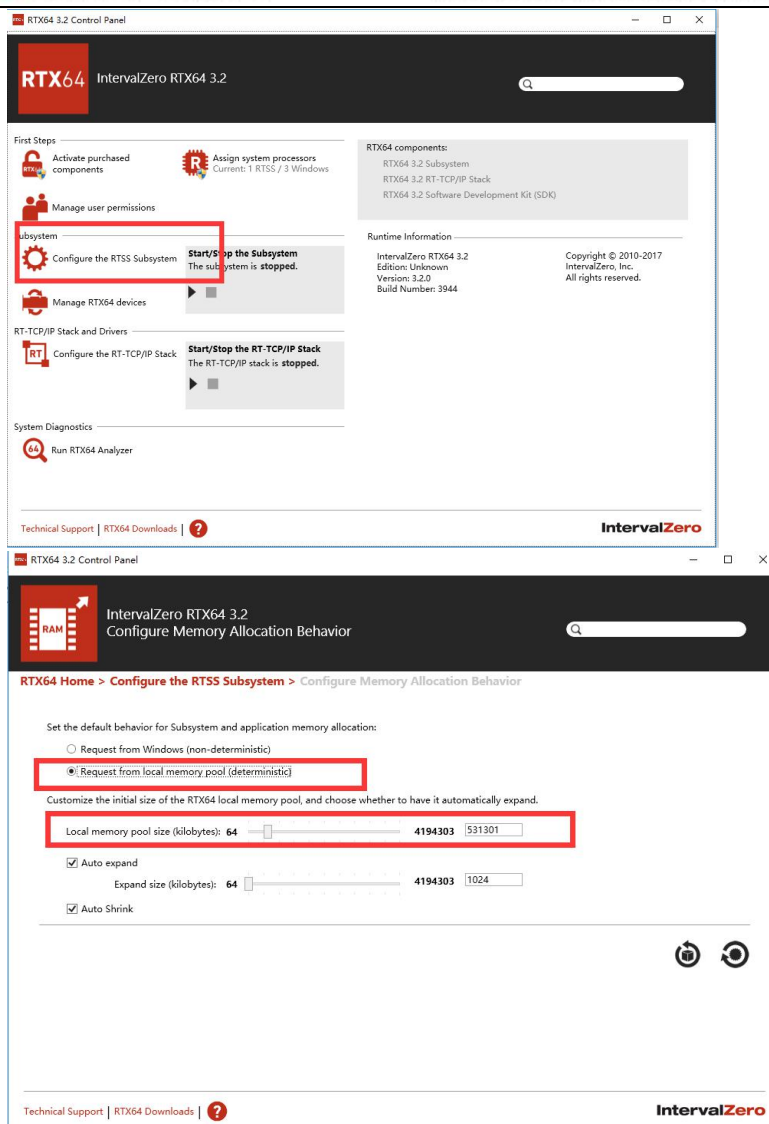 RTX64 3.2 Control Panel
RTX64 IntervalZero RTX64 3.2
First Steps
Activate purchased
components
Assign system processors
Current: 1 RTSS / 3 Windows
Manage user permissions
ubsystem
Configure the RTSS Subsystem
Start/Stop the Subsystem
The subsystem is stopped.
Manage RTX64 devices
RT-TCP/IP Stack and Drivers
RT
Configure the RT-TCP/IP Stack
Start/Stop the RT-TCP/IP Stack
The RT-TCP/IP stack is stopped.
System Diagnostics
64
Run RTX64 Analyzer
RTX64 components:
RTX64 3.2 Subsystem
RTX64 3.2 RT-TCP/IP Stack
RTX64 3.2 Software Development Kit (SDK)
Runtime Information
IntervalZero RTX64 3.2
Edition: Unknown
Version: 3.2.0
Build Number: 3944
Copyright © 2010-2017
IntervalZero, Inc.
All rights reserved.
Technical Support | RTX64 Downloads | ?
IntervalZero
RTX64 3.2 Control Panel
RAM
IntervalZero RTX64 3.2
Configure Memory Allocation Behavior
RTX64 Home > Configure the RTSS Subsystem > Configure Memory Allocation Behavior
Set the default behavior for Subsystem and application memory allocation:
Request from Windows (non-deterministic)
Request from local memory pool (deterministic)
Customize the initial size of the RTX64 local memory pool, and choose whether to have it automatically expand.
Local memory pool size (kilobytes): 64 4194303 531301
Auto expand
Expand size (kilobytes): 64 4194303 1024
Auto Shrink
Technical Support | RTX64 Downloads | ?
IntervalZero